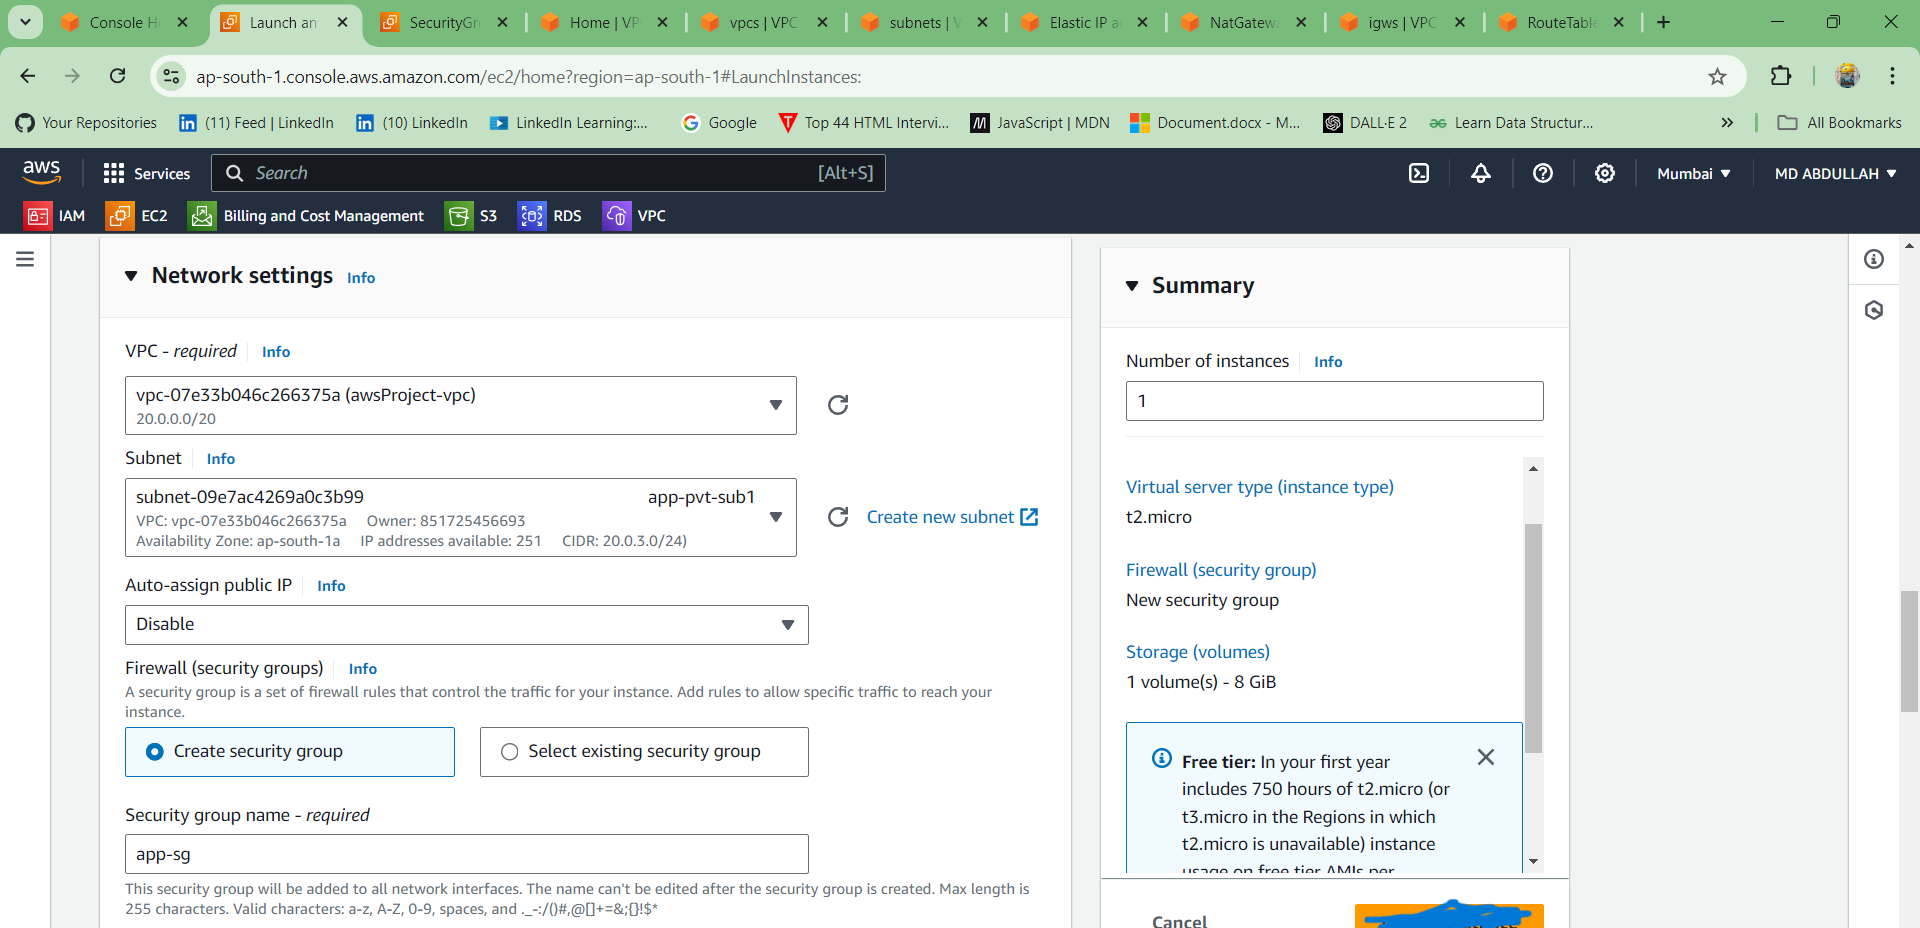 Console H
Launch an
SecurityGr
Home | VP
vpcs | VPC
subnets | V
Elastic IP a
NatGatewa
igws | VPC
RouteTable
ap-south-1.console.aws.amazon.com/ec2/home?region=ap-south-1#LaunchInstances:
Your Repositories
(11) Feed | LinkedIn
(10) LinkedIn
LinkedIn Learning:...
Google
Top 44 HTML Intervi...
JavaScript | MDN
Document.docx - M...
DALL·E 2
Learn Data Structur...
All Bookmarks
aws
Services
Search
[Alt+S]
Mumbai
MD ABDULLAH
IAM
EC2
Billing and Cost Management
S3
RDS
VPC
Network settings Info
VPC - required Info
vpc-07e33b046c266375a (awsProject-vpc)
20.0.0.0/20
Subnet Info
subnet-09e7ac4269a0c3b99 app-pvt-sub1
VPC: vpc-07e33b046c266375a Owner: 851725456693
Availability Zone: ap-south-1a IP addresses available: 251 CIDR: 20.0.3.0/24)
Create new subnet
Auto-assign public IP Info
Disable
Firewall (security groups) Info
A security group is a set of firewall rules that control the traffic for your instance. Add rules to allow specific traffic to reach your
instance.
Create security group
Select existing security group
Security group name - required
app-sg
This security group will be added to all network interfaces. The name can't be edited after the security group is created. Max length is
255 characters. Valid characters: a-z, A-Z, 0-9, spaces, and ._-:/()#,@[]+=&;{}!$*
Summary
Number of instances Info
1
Virtual server type (instance type)
t2.micro
Firewall (security group)
New security group
Storage (volumes)
1 volume(s) - 8 GiB
Free tier: In your first year
includes 750 hours of t2.micro (or
t3.micro in the Regions in which
t2.micro is unavailable) instance
usage on free tier AMIs per
Cancel